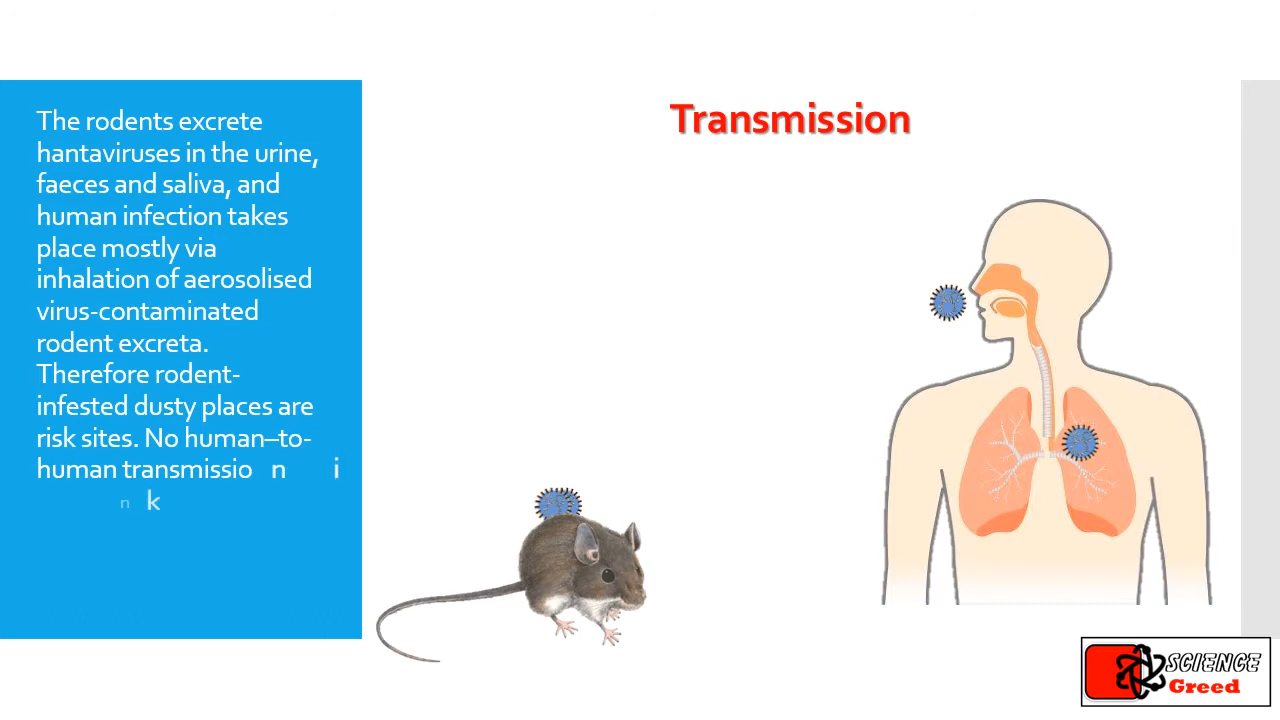 The rodents excrete
hantaviruses in the urine,
faeces and saliva, and
human infection takes
place mostly via
inhalation of aerosolised
virus-contaminated
rodent excreta.
Therefore rodent-
infested dusty places are
risk sites. No human–to-
human transmissio n i
n k
Transmission
SCIENCE
Greed